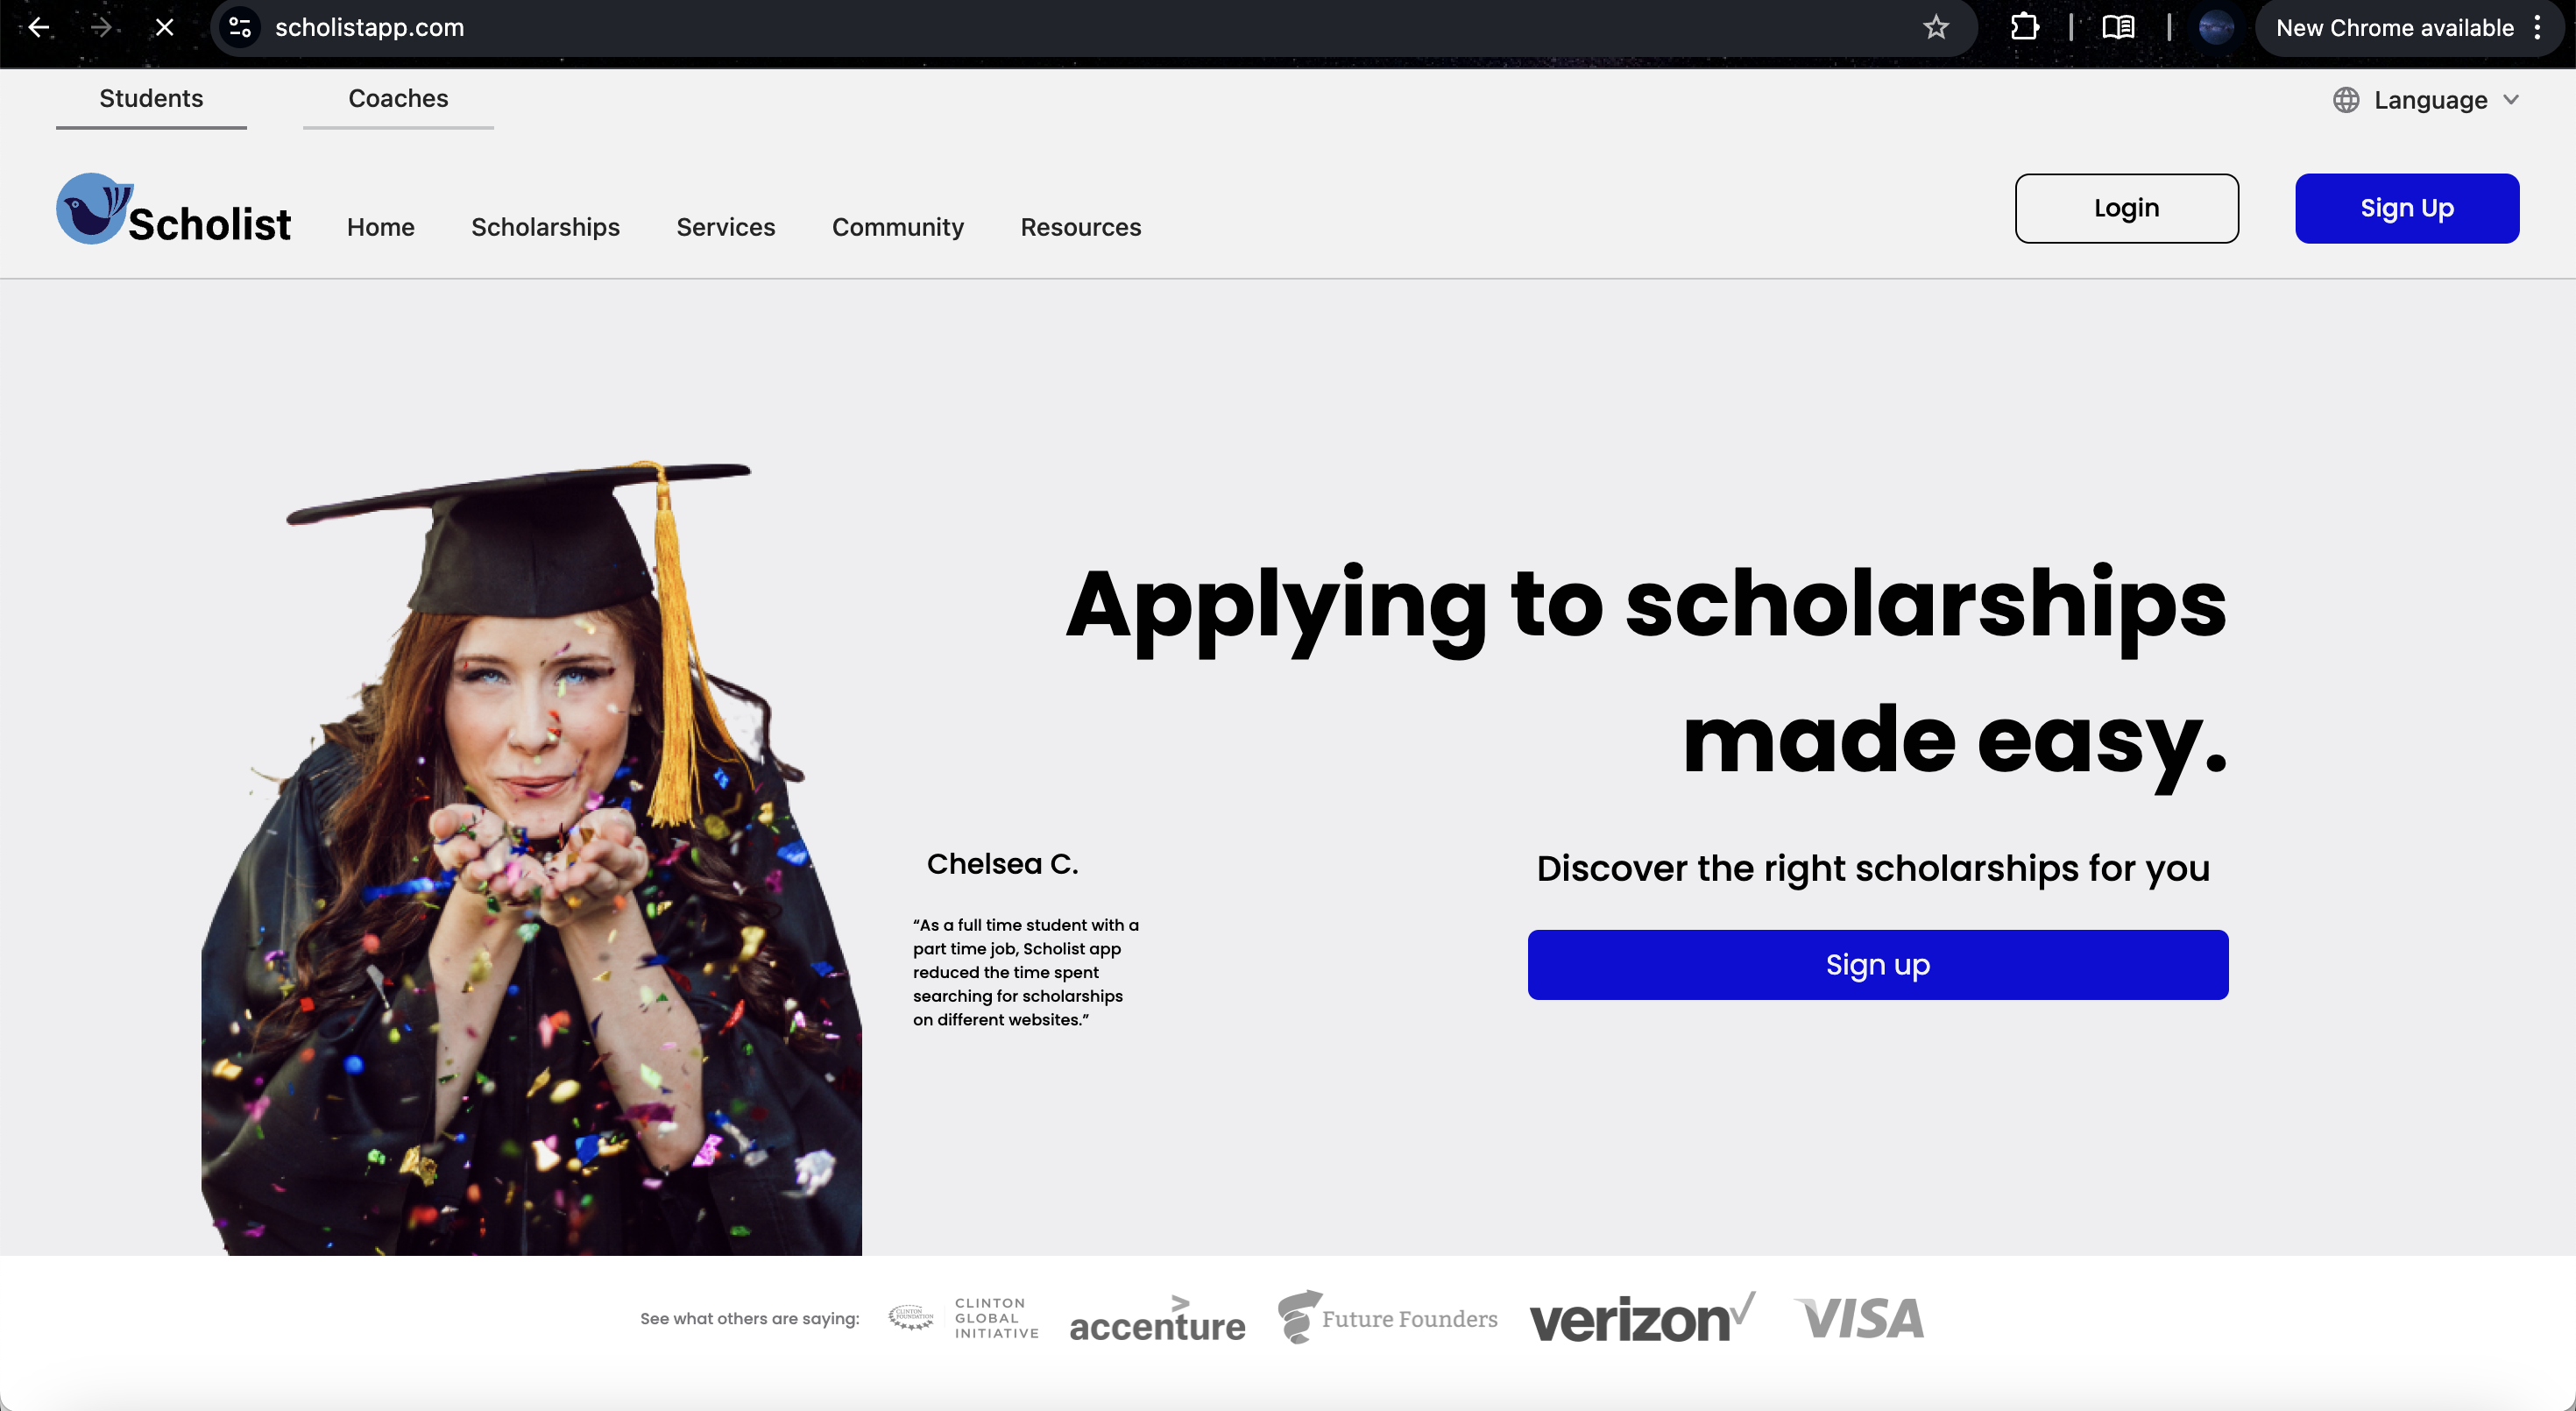 scholistapp.com
New Chrome available
Students
Coaches
Language
Scholist
Home
Scholarships
Services
Community
Resources
Login
Sign Up
Applying to scholarships
made easy.
Chelsea C.
Discover the right scholarships for you
“As a full time student with a
part time job, Scholist app
reduced the time spent
searching for scholarships
on different websites.”
Sign up
See what others are saying:
CLINTON
FOUNDATION
CLINTON
GLOBAL
INITIATIVE
accenture
Future Founders
verizon
VISA